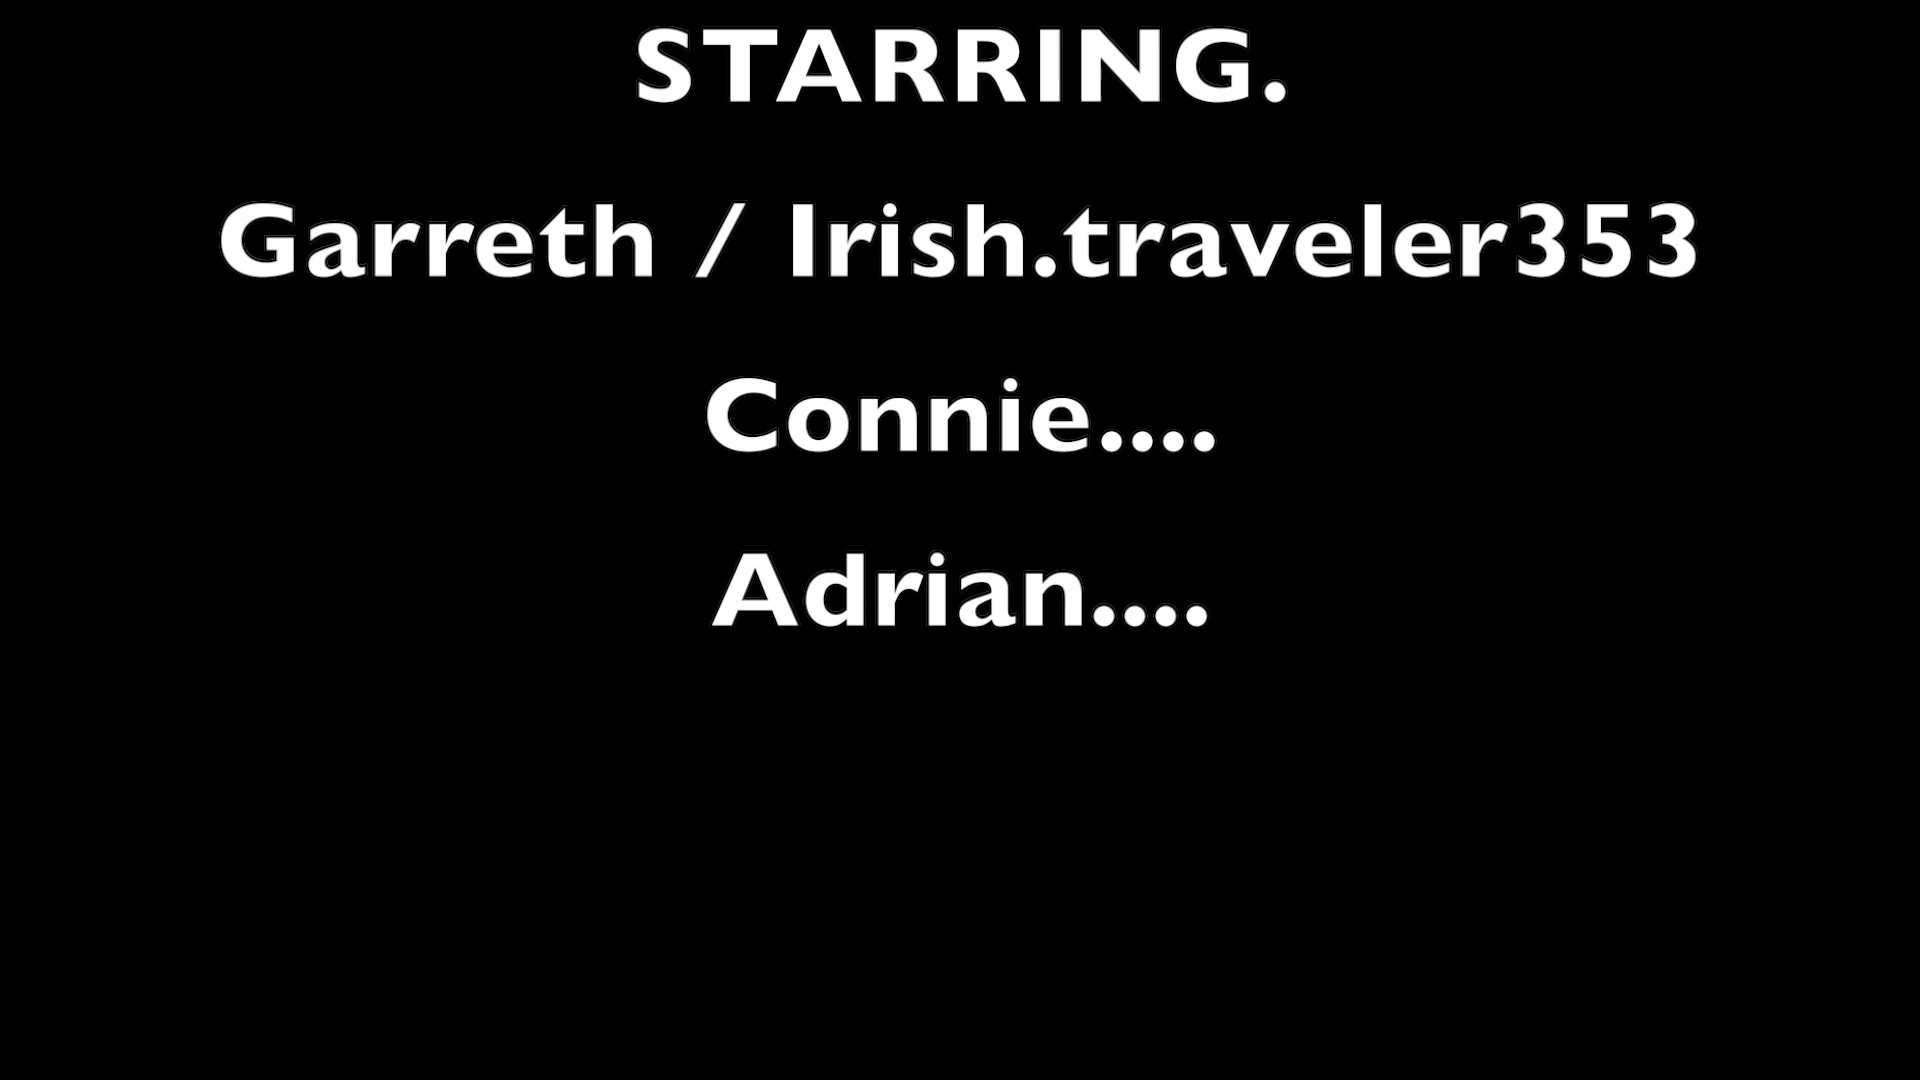 STARRING.
Garreth / Irish.traveler353
Connie....
Adrian....